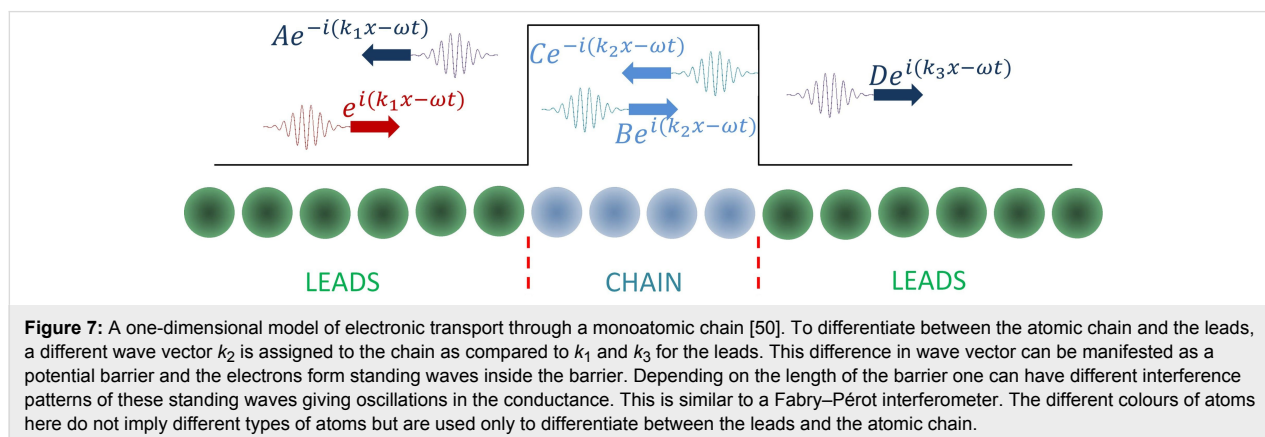 Ae^{-i(k_1x-ωt)}
Ce^{-i(k_2x-ωt)}
De^{i(k_3x-ωt)}
e^{i(k_1x-ωt)}
Be^{i(k_2x-ωt)}
LEADS CHAIN LEADS
Figure 7: A one-dimensional model of electronic transport through a monoatomic chain [50]. To differentiate between the atomic chain and the leads,
a different wave vector k_2 is assigned to the chain as compared to k_1 and k_3 for the leads. This difference in wave vector can be manifested as a
potential barrier and the electrons form standing waves inside the barrier. Depending on the length of the barrier one can have different interference
patterns of these standing waves giving oscillations in the conductance. This is similar to a Fabry–Pérot interferometer. The different colours of atoms
here do not imply different types of atoms but are used only to differentiate between the leads and the atomic chain.